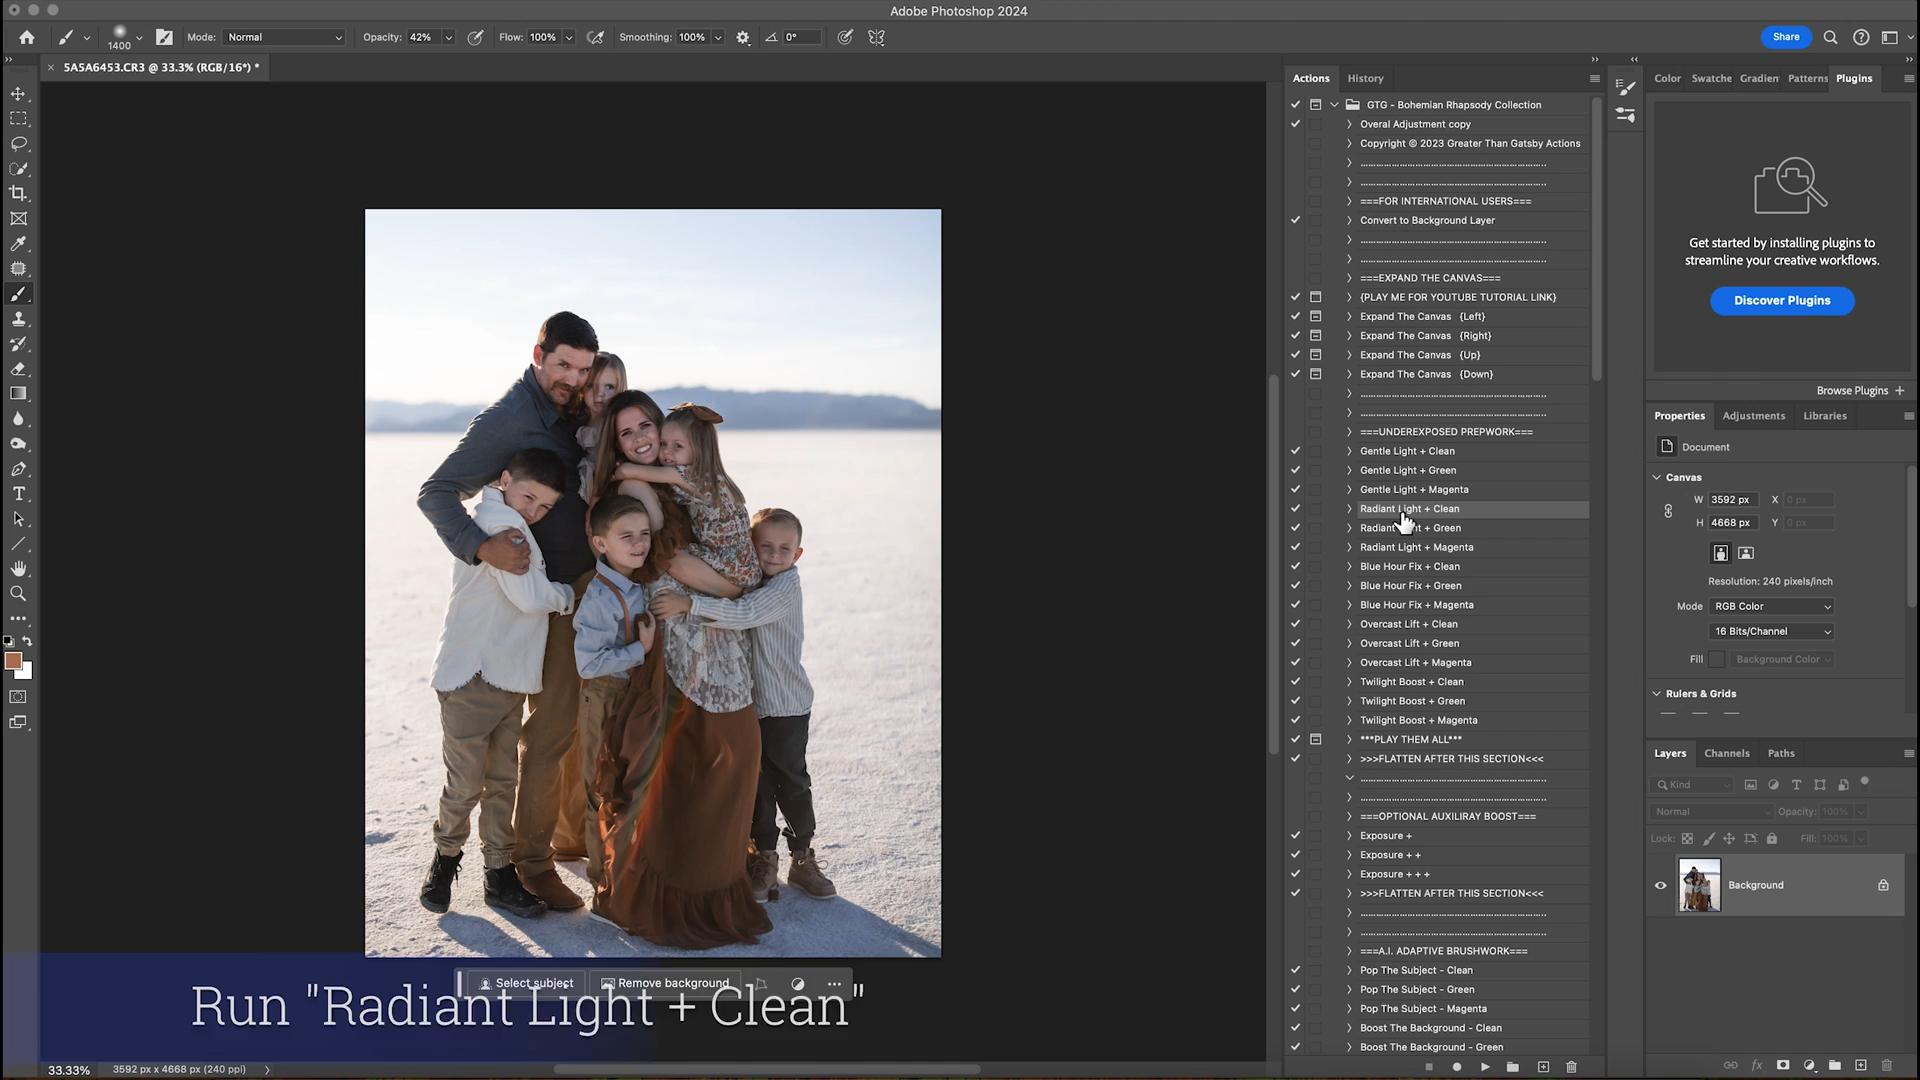 Adobe Photoshop 2024
1400
Mode: Normal
Opacity: 42%
Flow: 100%
Smoothing: 100%
0°
Share
5A5A6453.CR3 @ 33.3% (RGB/16*) *
Actions
History
GTG - Bohemian Rhapsody Collection
Overal Adjustment copy
Copyright © 2023 Greater Than Gatsby Actions
===FOR INTERNATIONAL USERS===
Convert to Background Layer
===EXPAND THE CANVAS===
{PLAY ME FOR YOUTUBE TUTORIAL LINK}
Expand The Canvas {Left}
Expand The Canvas {Right}
Expand The Canvas {Up}
Expand The Canvas {Down}
===UNDEREXPOSED PREPWORK===
Gentle Light + Clean
Gentle Light + Green
Gentle Light + Magenta
Radiant Light + Clean
Radiant Light + Green
Radiant Light + Magenta
Blue Hour Fix + Clean
Blue Hour Fix + Green
Blue Hour Fix + Magenta
Overcast Lift + Clean
Overcast Lift + Green
Overcast Lift + Magenta
Twilight Boost + Clean
Twilight Boost + Green
Twilight Boost + Magenta
***PLAY THEM ALL***
>>>FLATTEN AFTER THIS SECTION<<<
===OPTIONAL AUXILIRAY BOOST===
Exposure +
Exposure + +
Exposure + + +
>>>FLATTEN AFTER THIS SECTION<<<
===A.I. ADAPTIVE BRUSHWORK===
Pop The Subject - Clean
Pop The Subject - Green
Pop The Subject - Magenta
Boost The Background - Clean
Boost The Background - Green
Color
Swatche
Gradien
Patterns
Plugins
Get started by installing plugins to
streamline your creative workflows.
Discover Plugins
Browse Plugins +
Properties
Adjustments
Libraries
Document
Canvas
W 3592 px X 0 px
H 4668 px Y 0 px
Resolution: 240 pixels/inch
Mode RGB Color
16 Bits/Channel
Fill Background Color
Rulers & Grids
Layers
Channels
Paths
Kind
Normal Opacity: 100%
Lock: Fill: 100%
Background
Select subject
Remove background
Run "Radiant Light + Clean"
33.33%
3592 px x 4668 px (240 ppi)